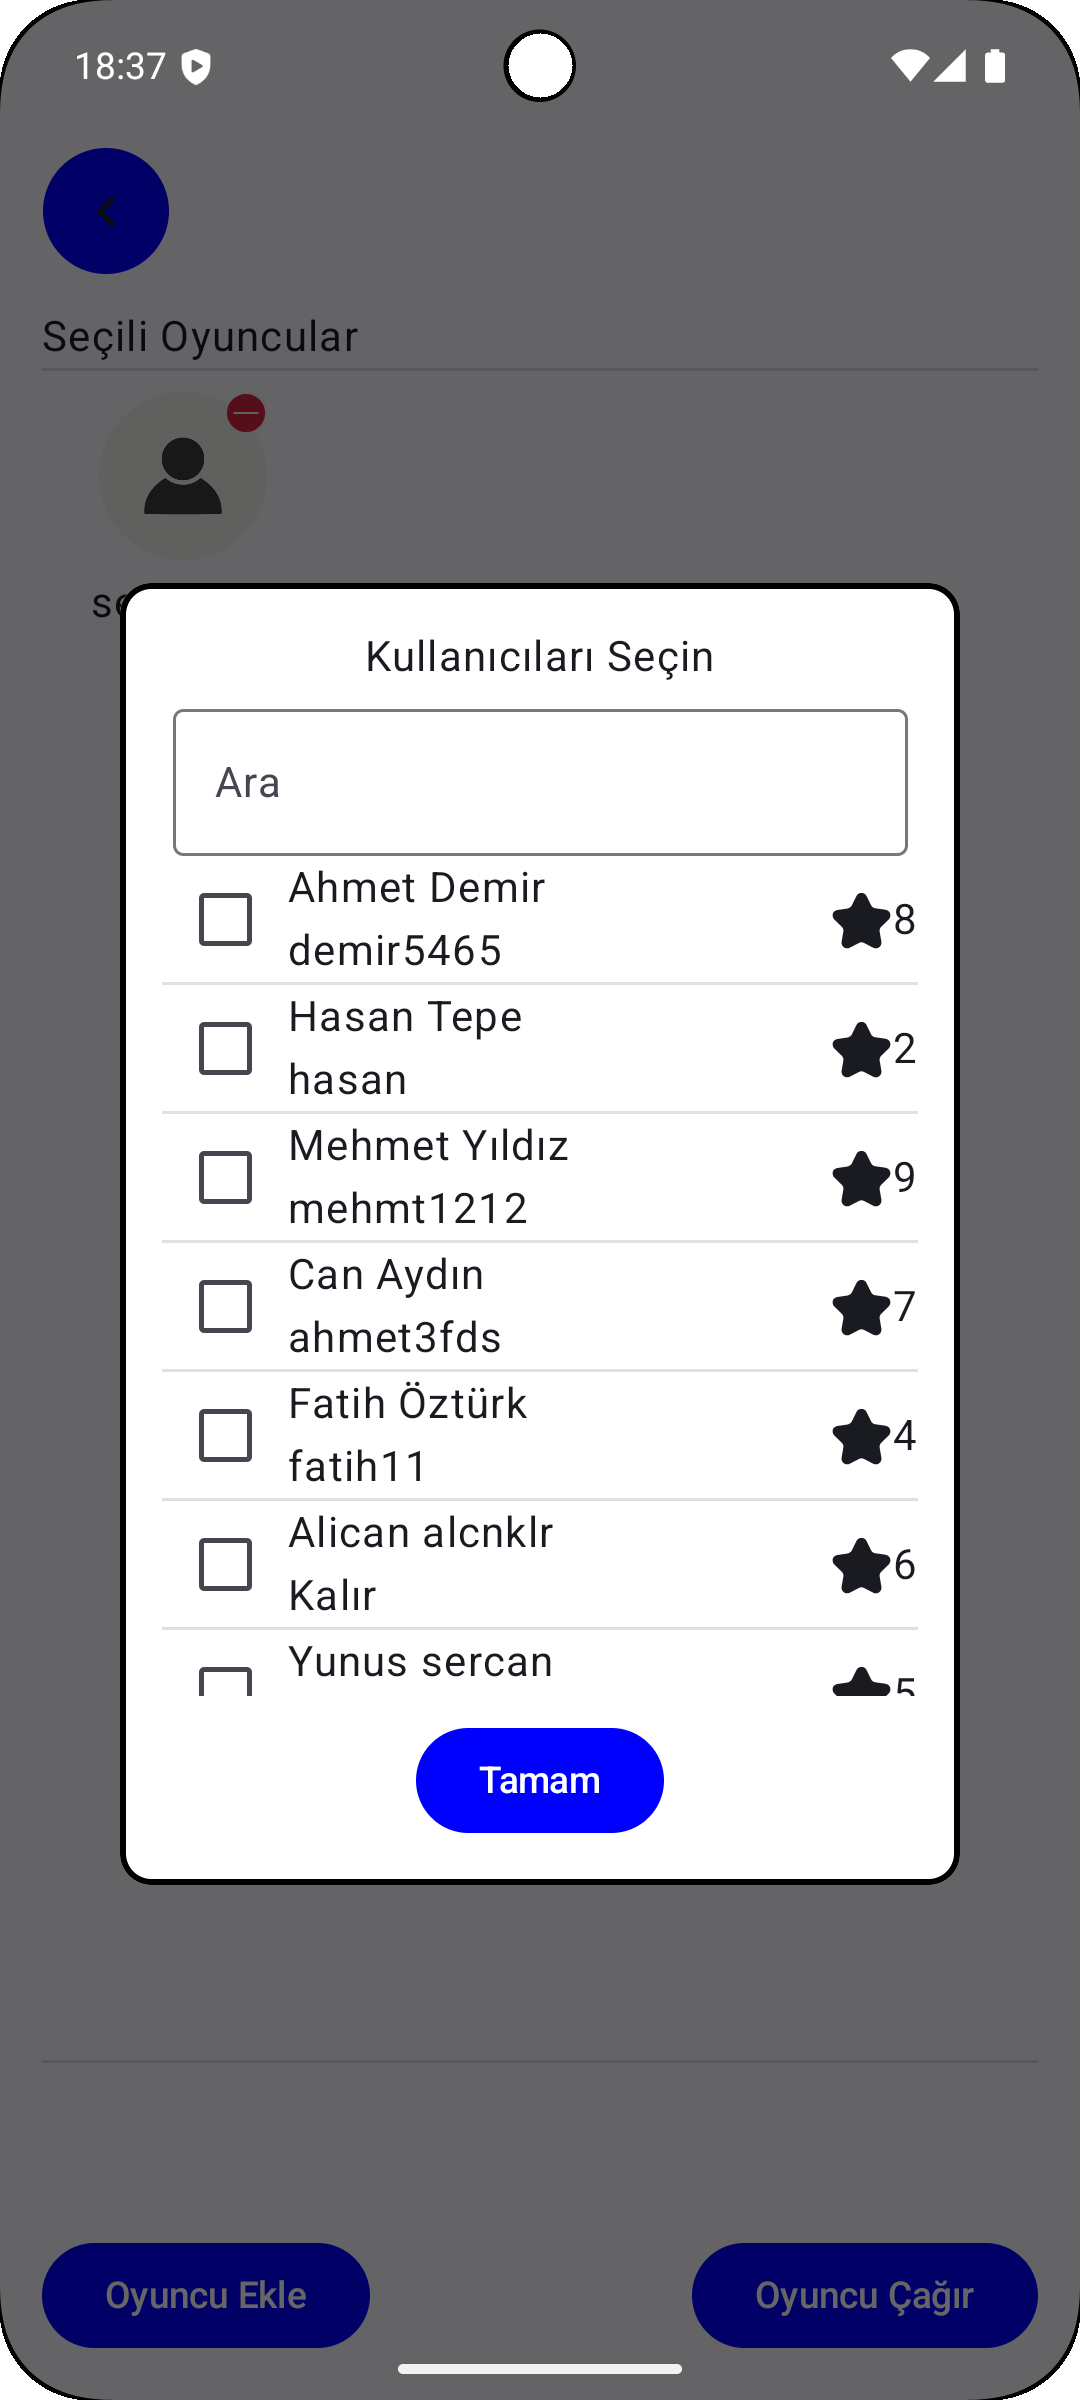 18:37
Seçili Oyuncular
Kullanıcıları Seçin
Ara
Ahmet Demir
demir5465
8
Hasan Tepe
hasan
2
Mehmet Yıldız
mehmt1212
9
Can Aydın
ahmet3fds
7
Fatih Öztürk
fatih11
4
Alican alcnklr
Kalır
6
Yunus sercan
5
Tamam
Oyuncu Ekle
Oyuncu Çağır